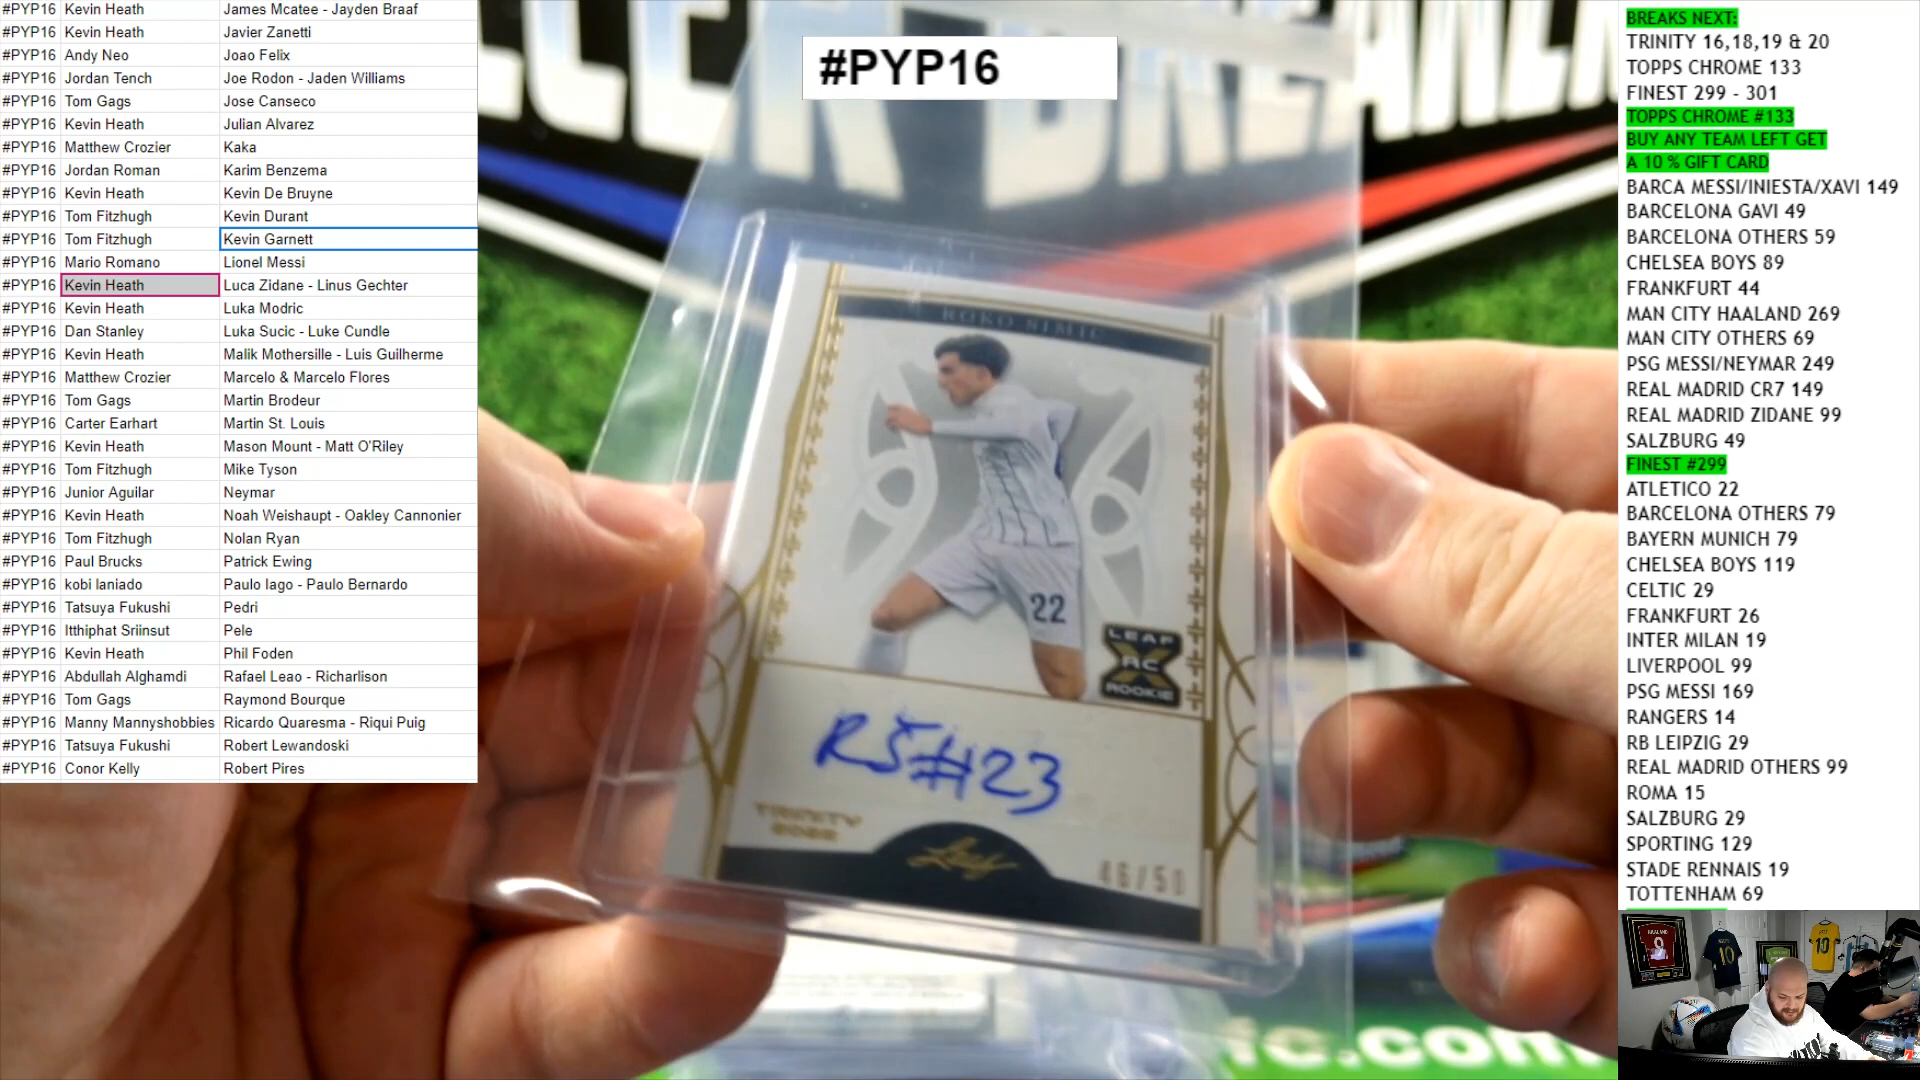 #PYP16 Kevin Heath Jaames Mcatee - Jayden Braaf
#PYP16 Kevin Heath Javier Zanetti
#PYP16 Andy Neo Joao Felix
#PYP16 Jordan Tench Joe Rodon - Jaden Williams
#PYP16 Tom Gags Jose Canseco
#PYP16 Kevin Heath Julian Alvarez
#PYP16 Matthew Crozier Kaka
#PYP16 Jordan Roman Karim Benzema
#PYP16 Kevin Heath Kevin De Bruyne
#PYP16 Tom Fitzhugh Kevin Durant
#PYP16 Tom Fitzhugh Kevin Garnett
#PYP16 Mario Romano Lionel Messi
#PYP16 Kevin Heath Luca Zidane - Linus Gechter
#PYP16 Kevin Heath Luka Modric
#PYP16 Dan Stanley Luka Sucic - Luke Cundle
#PYP16 Kevin Heath Malik Mothersille - Luis Guilherme
#PYP16 Matthew Crozier Marcelo & Marcelo Flores
#PYP16 Tom Gags Martin Brodeur
#PYP16 Carter Earhart Martin St. Louis
#PYP16 Kevin Heath Mason Mount - Matt O'Riley
#PYP16 Tom Fitzhugh Mike Tyson
#PYP16 Junior Aguilar Neymar
#PYP16 Kevin Heath Noah Weishaupt - Oakley Cannonier
#PYP16 Tom Fitzhugh Nolan Ryan
#PYP16 Paul Brucks Patrick Ewing
#PYP16 kobi laniado Paulo Iago - Paulo Bernardo
#PYP16 Tatsuya Fukushi Pedri
#PYP16 Itthiphat Sriinsut Pele
#PYP16 Kevin Heath Phil Foden
#PYP16 Abdullah Alghamdi Rafael Leao - Richarlison
#PYP16 Tom Gags Raymond Bourque
#PYP16 Manny Mannyshobbies Ricardo Quaresma - Riqui Puig
#PYP16 Tatsuya Fukushi Robert Lewandoski
#PYP16 Conor Kelly Robert Pires
#PYP16
ROKO SIMIC
22
LEAF
RC
ROOKIE
RŠ#23
TRINITY
2022
Leaf
46/50
fc.com
BREAKS NEXT:
TRINITY 16,18,19 & 20
TOPPS CHROME 133
FINEST 299 - 301
TOPPS CHROME #133
BUY ANY TEAM LEFT GET
A 10 % GIFT CARD
BARCA MESSI/INIESTA/XAVI 149
BARCELONA GAVI 49
BARCELONA OTHERS 59
CHELSEA BOYS 89
FRANKFURT 44
MAN CITY HAALAND 269
MAN CITY OTHERS 69
PSG MESSI/NEYMAR 249
REAL MADRID CR7 149
REAL MADRID ZIDANE 99
SALZBURG 49
FINEST #299
ATLETICO 22
BARCELONA OTHERS 79
BAYERN MUNICH 79
CHELSEA BOYS 119
CELTIC 29
FRANKFURT 26
INTER MILAN 19
LIVERPOOL 99
PSG MESSI 169
RANGERS 14
RB LEIPZIG 29
REAL MADRID OTHERS 99
ROMA 15
SALZBURG 29
SPORTING 129
STADE RENNAIS 19
TOTTENHAM 69
HAALAND
9
10
10